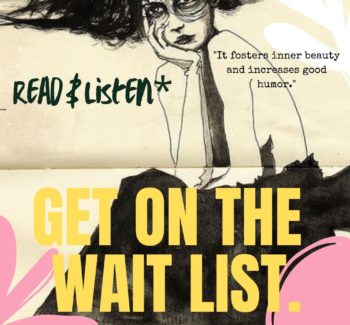 "It fosters inner beauty
and increases good
humor."
READ & LISTEN*
GET ON THE
WAIT LIST.